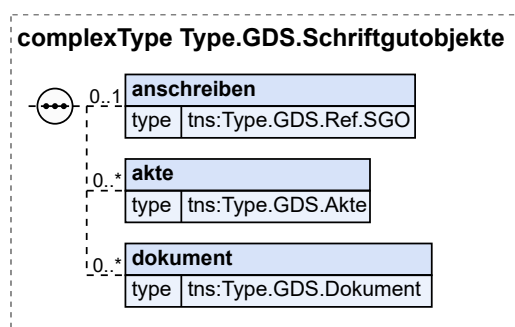 complexType Type.GDS.Schriftgutobjekte
0..1 anschreiben
type tns:Type.GDS.Ref.SGO
0..* akte
type tns:Type.GDS.Akte
0..* dokument
type tns:Type.GDS.Dokument